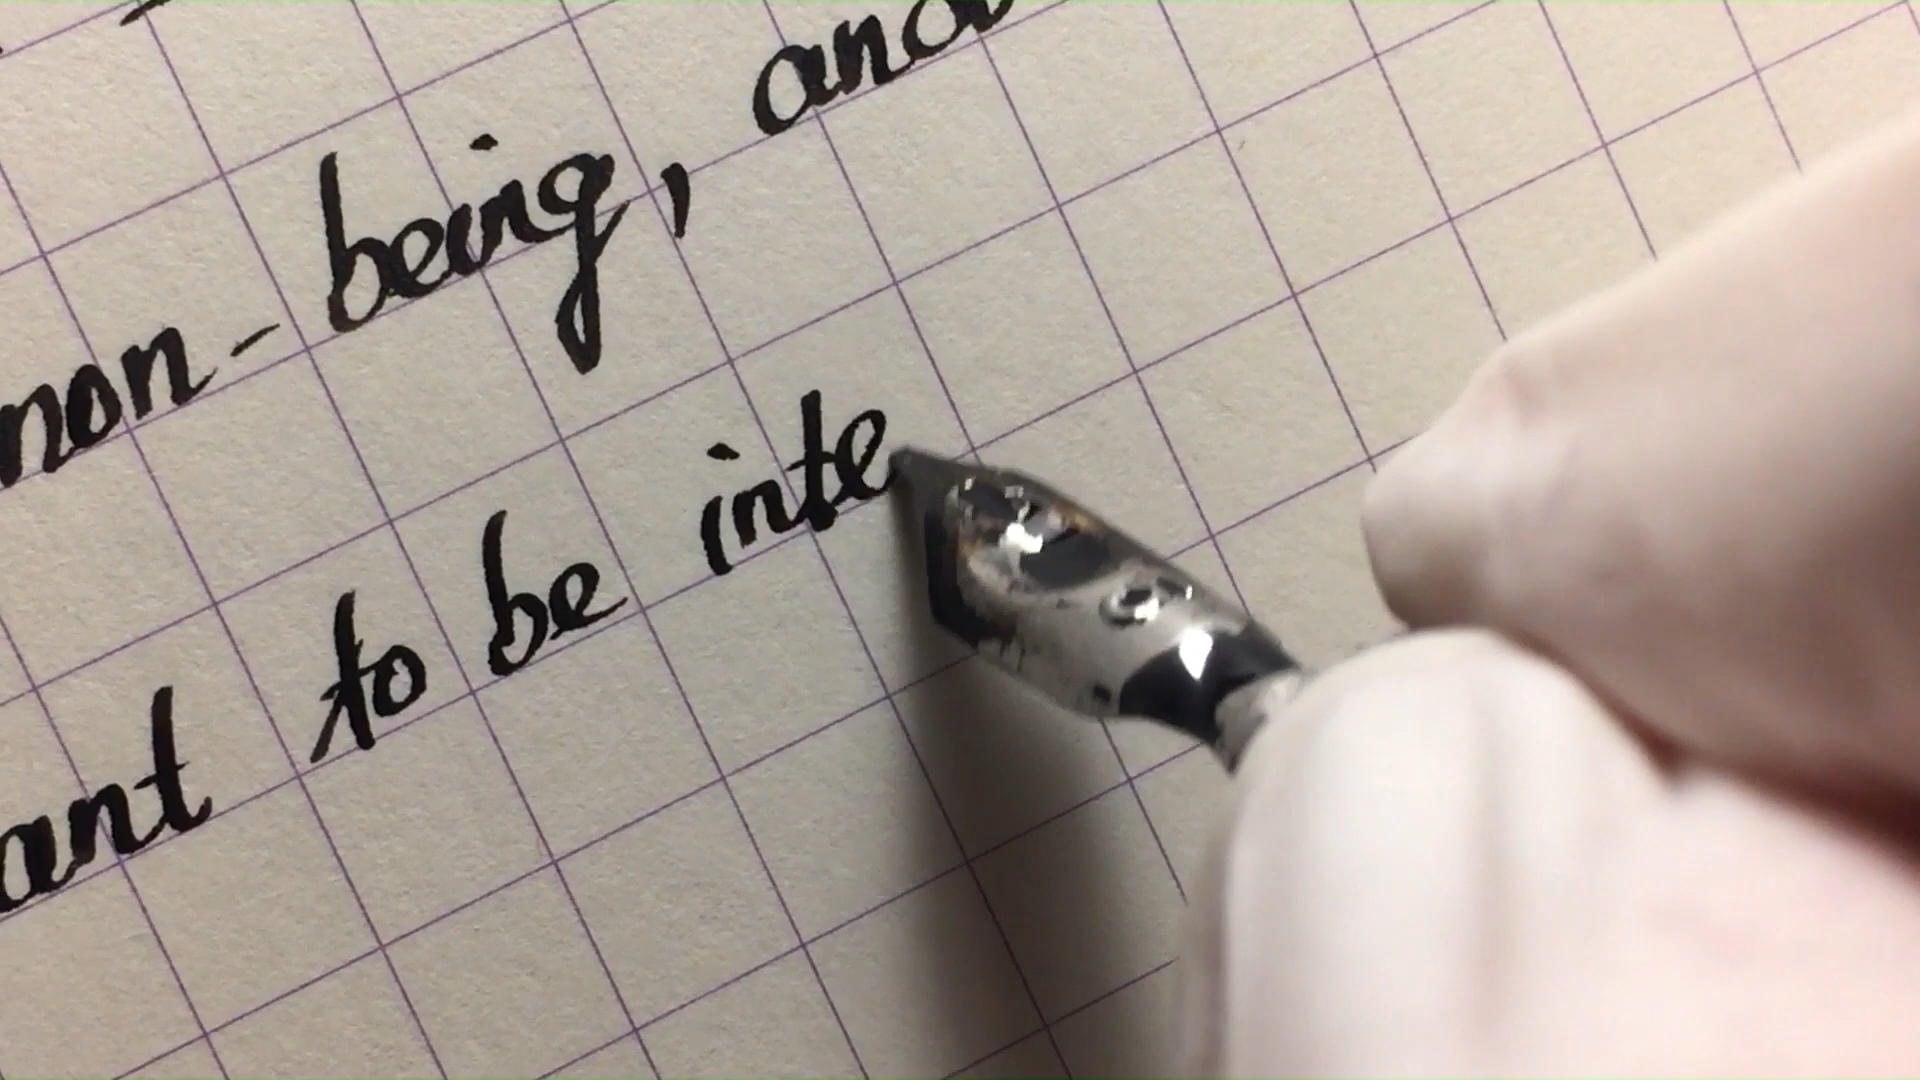 non-being, and
ant to be inte